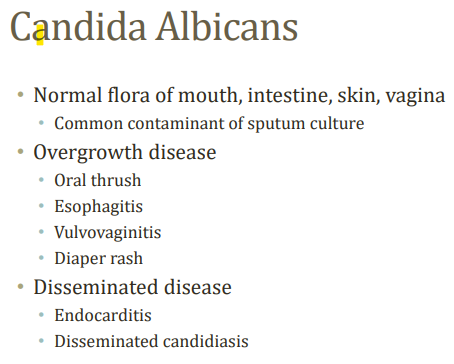 Candida Albicans
• Normal flora of mouth, intestine, skin, vagina
• Common contaminant of sputum culture
• Overgrowth disease
• Oral thrush
• Esophagitis
• Vulvovaginitis
• Diaper rash
• Disseminated disease
• Endocarditis
• Disseminated candidiasis